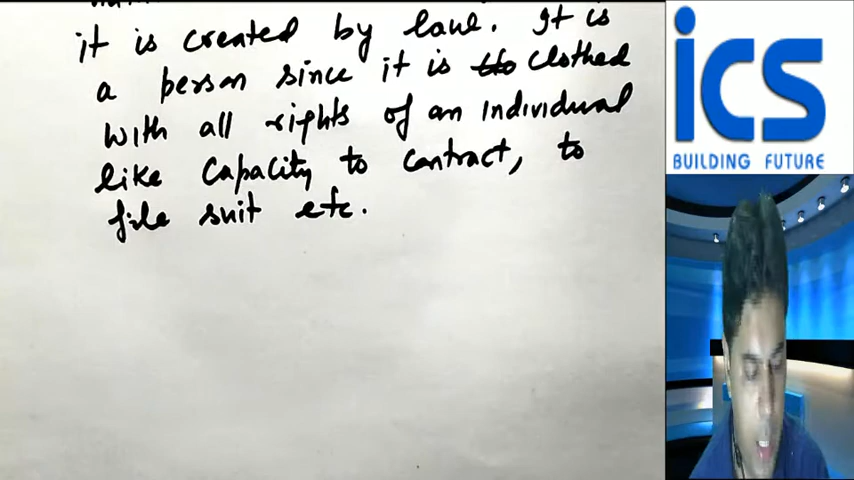 it is created by law. It is
a person since it is clothed
with all rights of an individual
like capacity to contract, to
file suit etc.
ics
BUILDING FUTURE